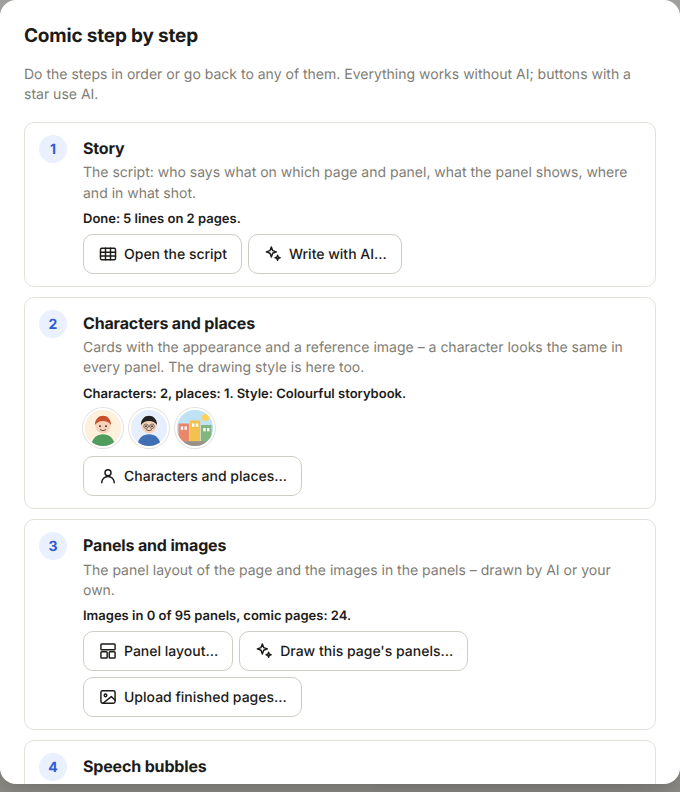 Comic step by step
Do the steps in order or go back to any of them. Everything works without AI; buttons with a
star use AI.
1
Story
The script: who says what on which page and panel, what the panel shows, where
and in what shot.
Done: 5 lines on 2 pages.
Open the script
Write with AI...
2
Characters and places
Cards with the appearance and a reference image – a character looks the same in
every panel. The drawing style is here too.
Characters: 2, places: 1. Style: Colourful storybook.
Characters and places...
3
Panels and images
The panel layout of the page and the images in the panels – drawn by AI or your
own.
Images in 0 of 95 panels, comic pages: 24.
Panel layout...
Draw this page's panels...
Upload finished pages...
4
Speech bubbles